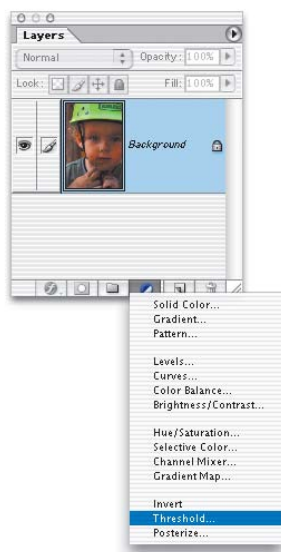 Layers
Normal Opacity: 100%
Lock: Fill: 100%
Background
Solid Color...
Gradient...
Pattern...
Levels...
Curves...
Color Balance...
Brightness/Contrast...
Hue/Saturation...
Selective Color...
Channel Mixer...
Gradient Map...
Invert
Threshold...
Posterize...